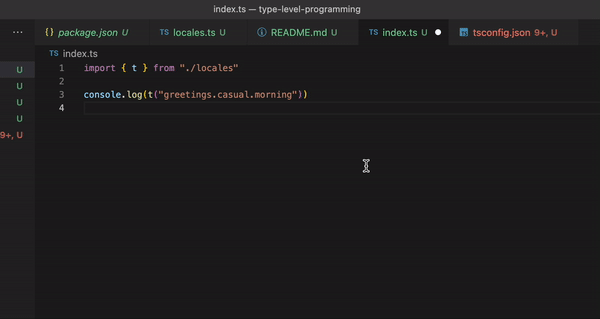 index.ts — type-level-programming
··· { } package.json U TS locales.ts U ⓘ README.md U TS index.ts U ● tsconfig.json 9+, U
TS index.ts
U
U
U
U
9+, U
1 import { t } from "./locales"
2
3 console.log(t("greetings.casual.morning"))
4